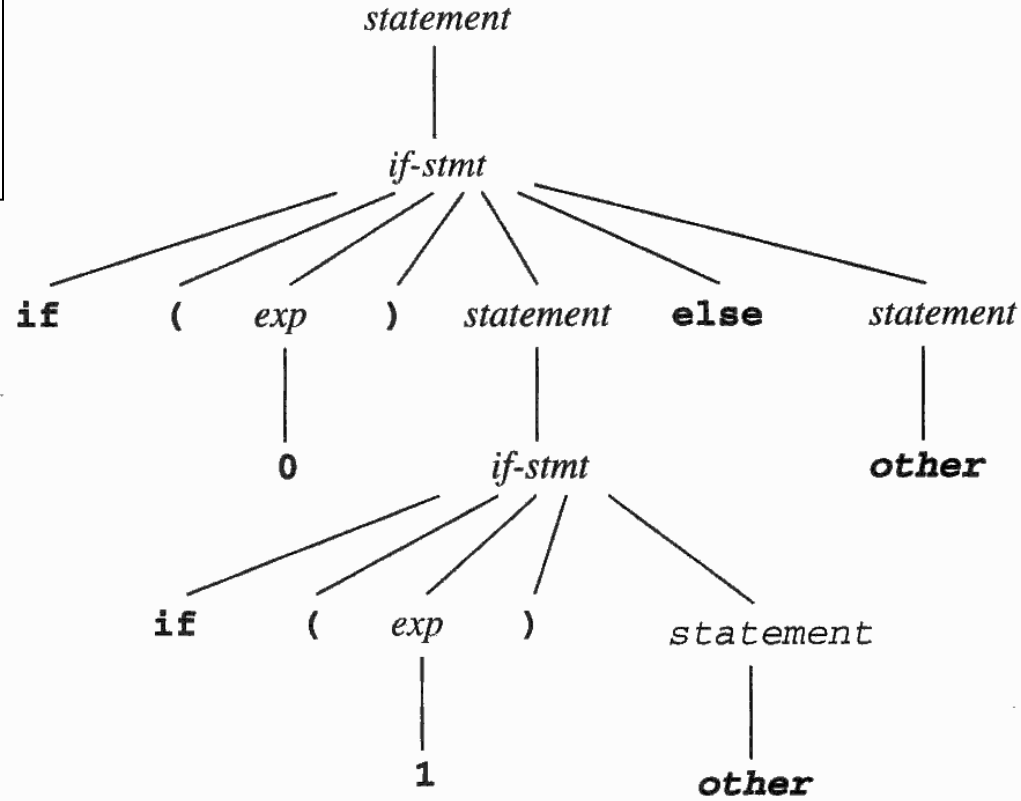 statement
if-stmt
if ( exp ) statement else statement
0 if-stmt other
if ( exp ) statement
1 other